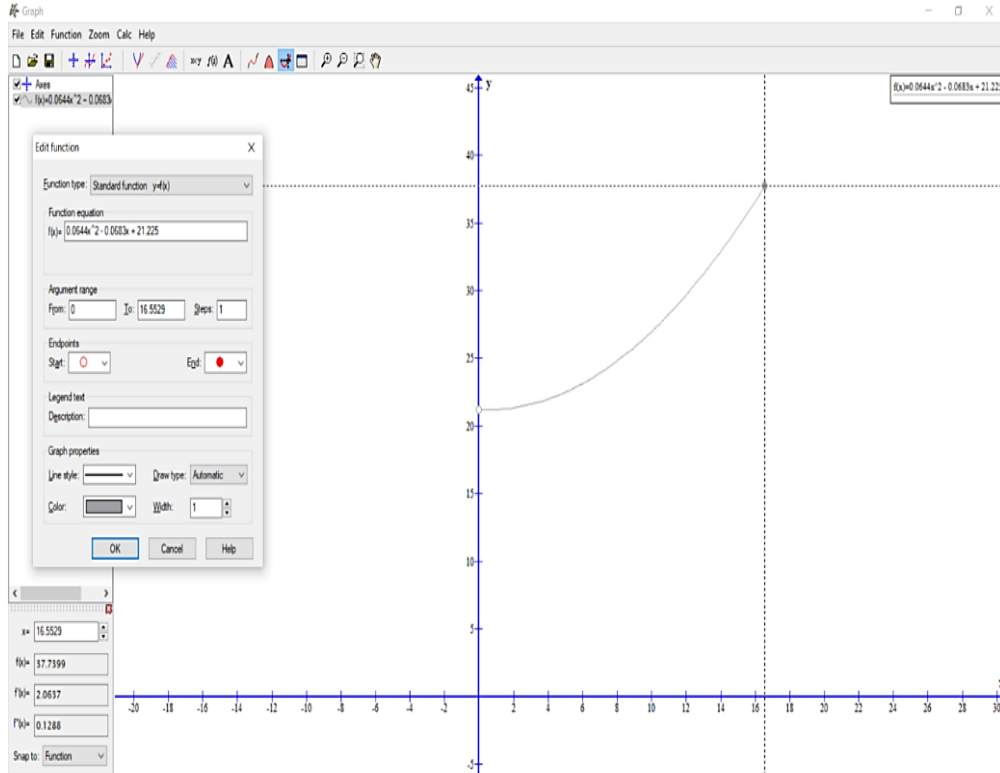 Graph
File Edit Function Zoom Calc Help
Axes
f(x)=0.0644x^2 - 0.0683x
f(x)=0.0644x^2 - 0.0683x + 21.225
Edit function
Function type: Standard function y=f(x)
Function equation
f(x)= 0.0644x^2 - 0.0683x + 21.225
Argument range
From: 0 To: 16.5529 Steps: 1
Endpoints
Start: End:
Legend text
Description:
Graph properties
Line style: Draw type: Automatic
Color: Width: 1
OK Cancel Help
x= 16.5529
f(x)= 37.7399
f'(x)= 2.0637
f''(x)= 0.1288
Snap to: Function
y
45
40
35
30
25
20
15
10
5
-20 -18 -16 -14 -12 -10 -8 -6 -4 -2 2 4 6 8 10 12 14 16 18 20 22 24 26 28 30
-5